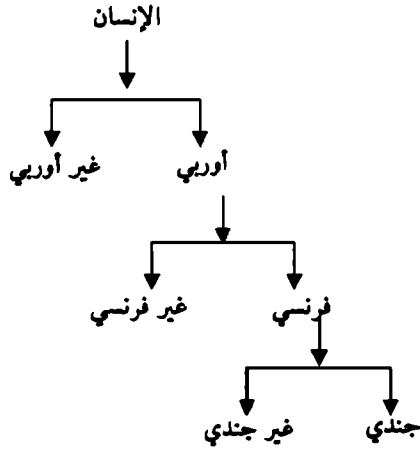 الإنسان
أوربي
غير أوربي
فرنسي
غير فرنسي
جندي
غير جندي